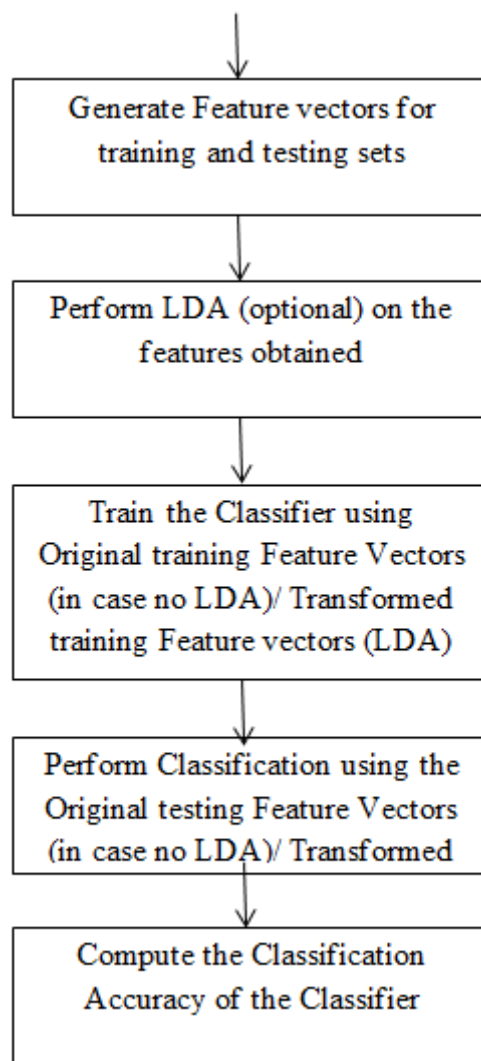 Generate Feature vectors for
training and testing sets
Perform LDA (optional) on the
features obtained
Train the Classifier using
Original training Feature Vectors
(in case no LDA)/ Transformed
training Feature vectors (LDA)
Perform Classification using the
Original testing Feature Vectors
(in case no LDA)/ Transformed
Compute the Classification
Accuracy of the Classifier